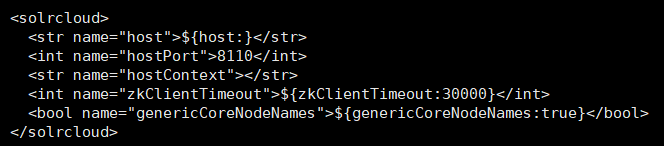 <solrcloud>
  <str name="host">${host:}</str>
  <int name="hostPort">8110</int>
  <str name="hostContext"></str>
  <int name="zkClientTimeout">${zkClientTimeout:30000}</int>
  <bool name="genericCoreNodeNames">${genericCoreNodeNames:true}</bool>
</solrcloud>